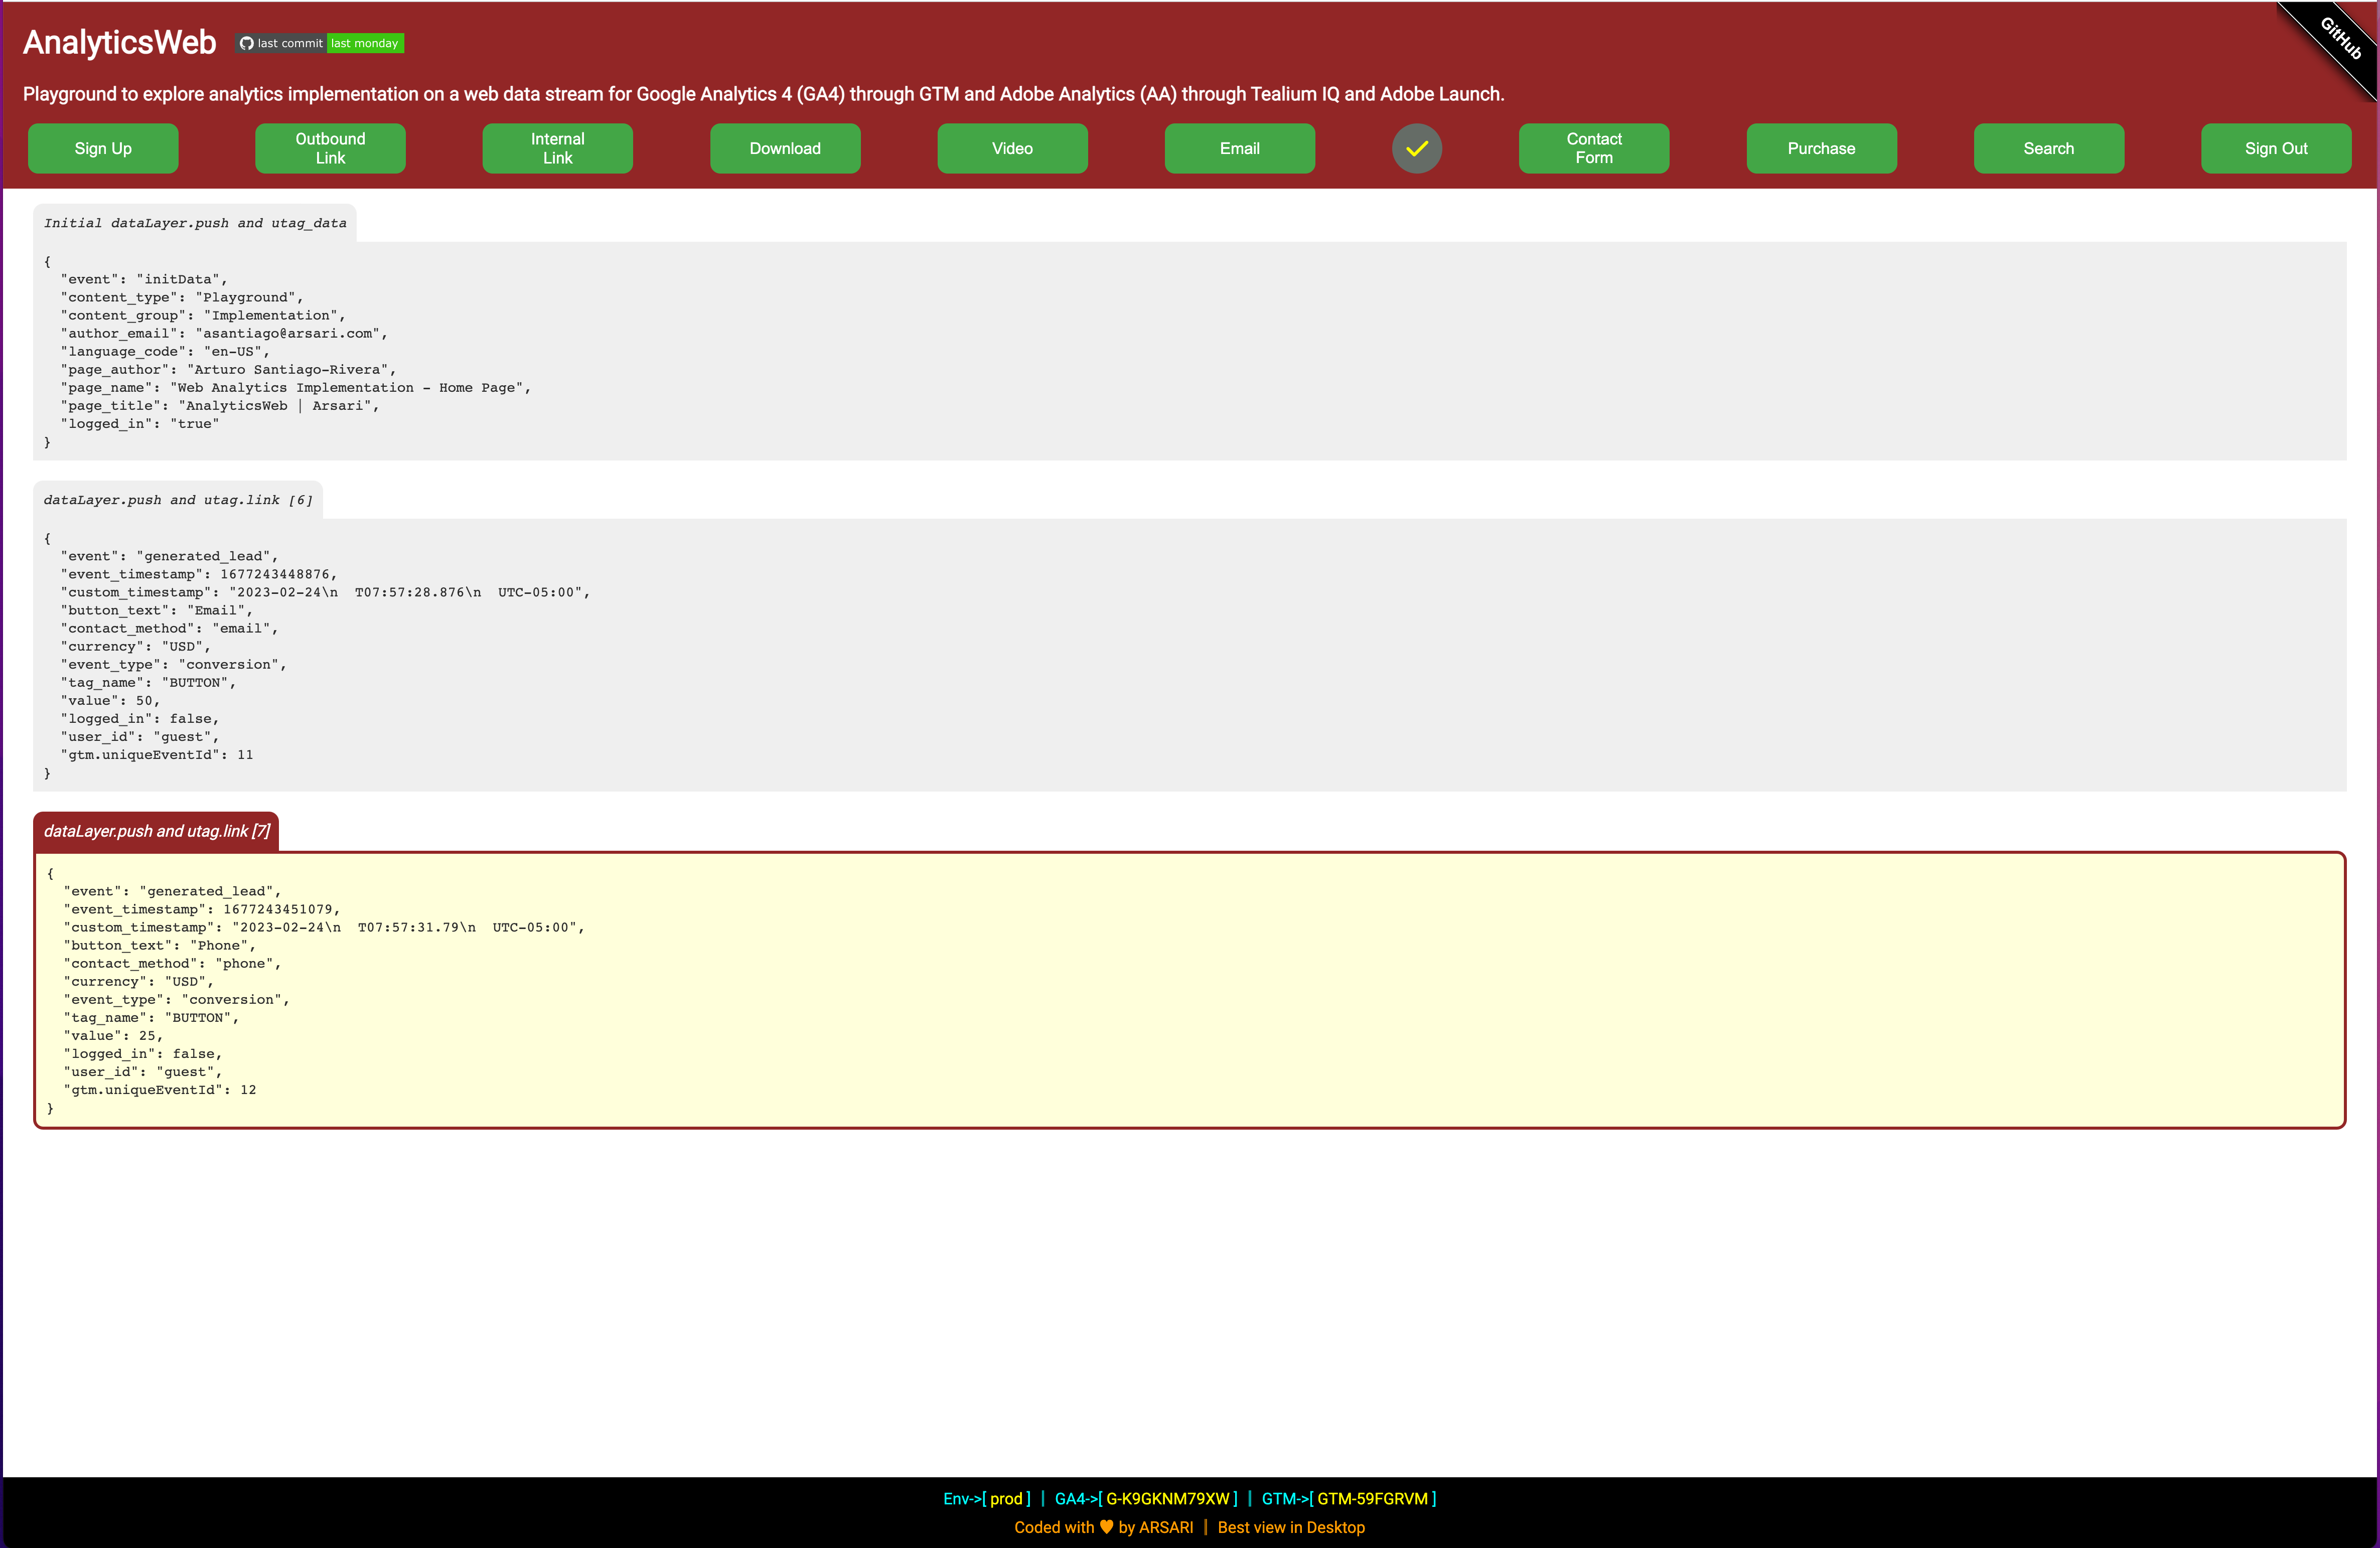 AnalyticsWeb
last commit last monday
GitHub
Playground to explore analytics implementation on a web data stream for Google Analytics 4 (GA4) through GTM and Adobe Analytics (AA) through Tealium IQ and Adobe Launch.
Sign Up
Outbound
Link
Internal
Link
Download
Video
Email
Contact
Form
Purchase
Search
Sign Out
Initial dataLayer.push and utag_data
{
  "event": "initData",
  "content_type": "Playground",
  "content_group": "Implementation",
  "author_email": "asantiago@arsari.com",
  "language_code": "en-US",
  "page_author": "Arturo Santiago-Rivera",
  "page_name": "Web Analytics Implementation - Home Page",
  "page_title": "AnalyticsWeb | Arsari",
  "logged_in": "true"
}
dataLayer.push and utag.link [6]
{
  "event": "generated_lead",
  "event_timestamp": 1677243448876,
  "custom_timestamp": "2023-02-24\n  T07:57:28.876\n  UTC-05:00",
  "button_text": "Email",
  "contact_method": "email",
  "currency": "USD",
  "event_type": "conversion",
  "tag_name": "BUTTON",
  "value": 50,
  "logged_in": false,
  "user_id": "guest",
  "gtm.uniqueEventId": 11
}
dataLayer.push and utag.link [7]
{
  "event": "generated_lead",
  "event_timestamp": 1677243451079,
  "custom_timestamp": "2023-02-24\n  T07:57:31.79\n  UTC-05:00",
  "button_text": "Phone",
  "contact_method": "phone",
  "currency": "USD",
  "event_type": "conversion",
  "tag_name": "BUTTON",
  "value": 25,
  "logged_in": false,
  "user_id": "guest",
  "gtm.uniqueEventId": 12
}
Env->[ prod ] | GA4->[ G-K9GKNM79XW ] | GTM->[ GTM-59FGRVM ]
Coded with ♥ by ARSARI | Best view in Desktop